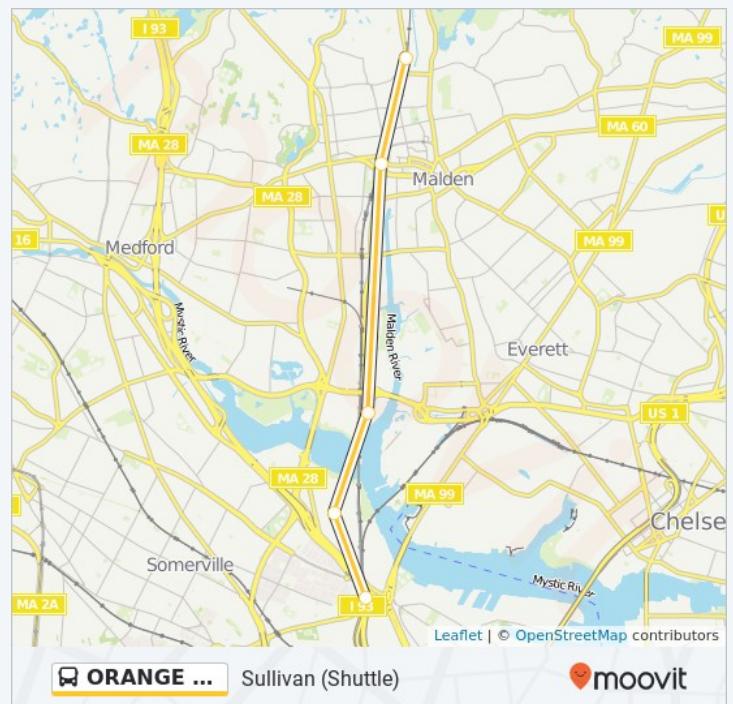 I 93
MA 99
MA 60
MA 28
Malden
MA 28
16
Medford
MA 99
U
Mystic River
Malden River
Everett
US 1
MA 28
MA 99
Chelse
Somerville
Mystic River
MA 2A
I 93
Leaflet | © OpenStreetMap contributors
ORANGE ... Sullivan (Shuttle) moovit